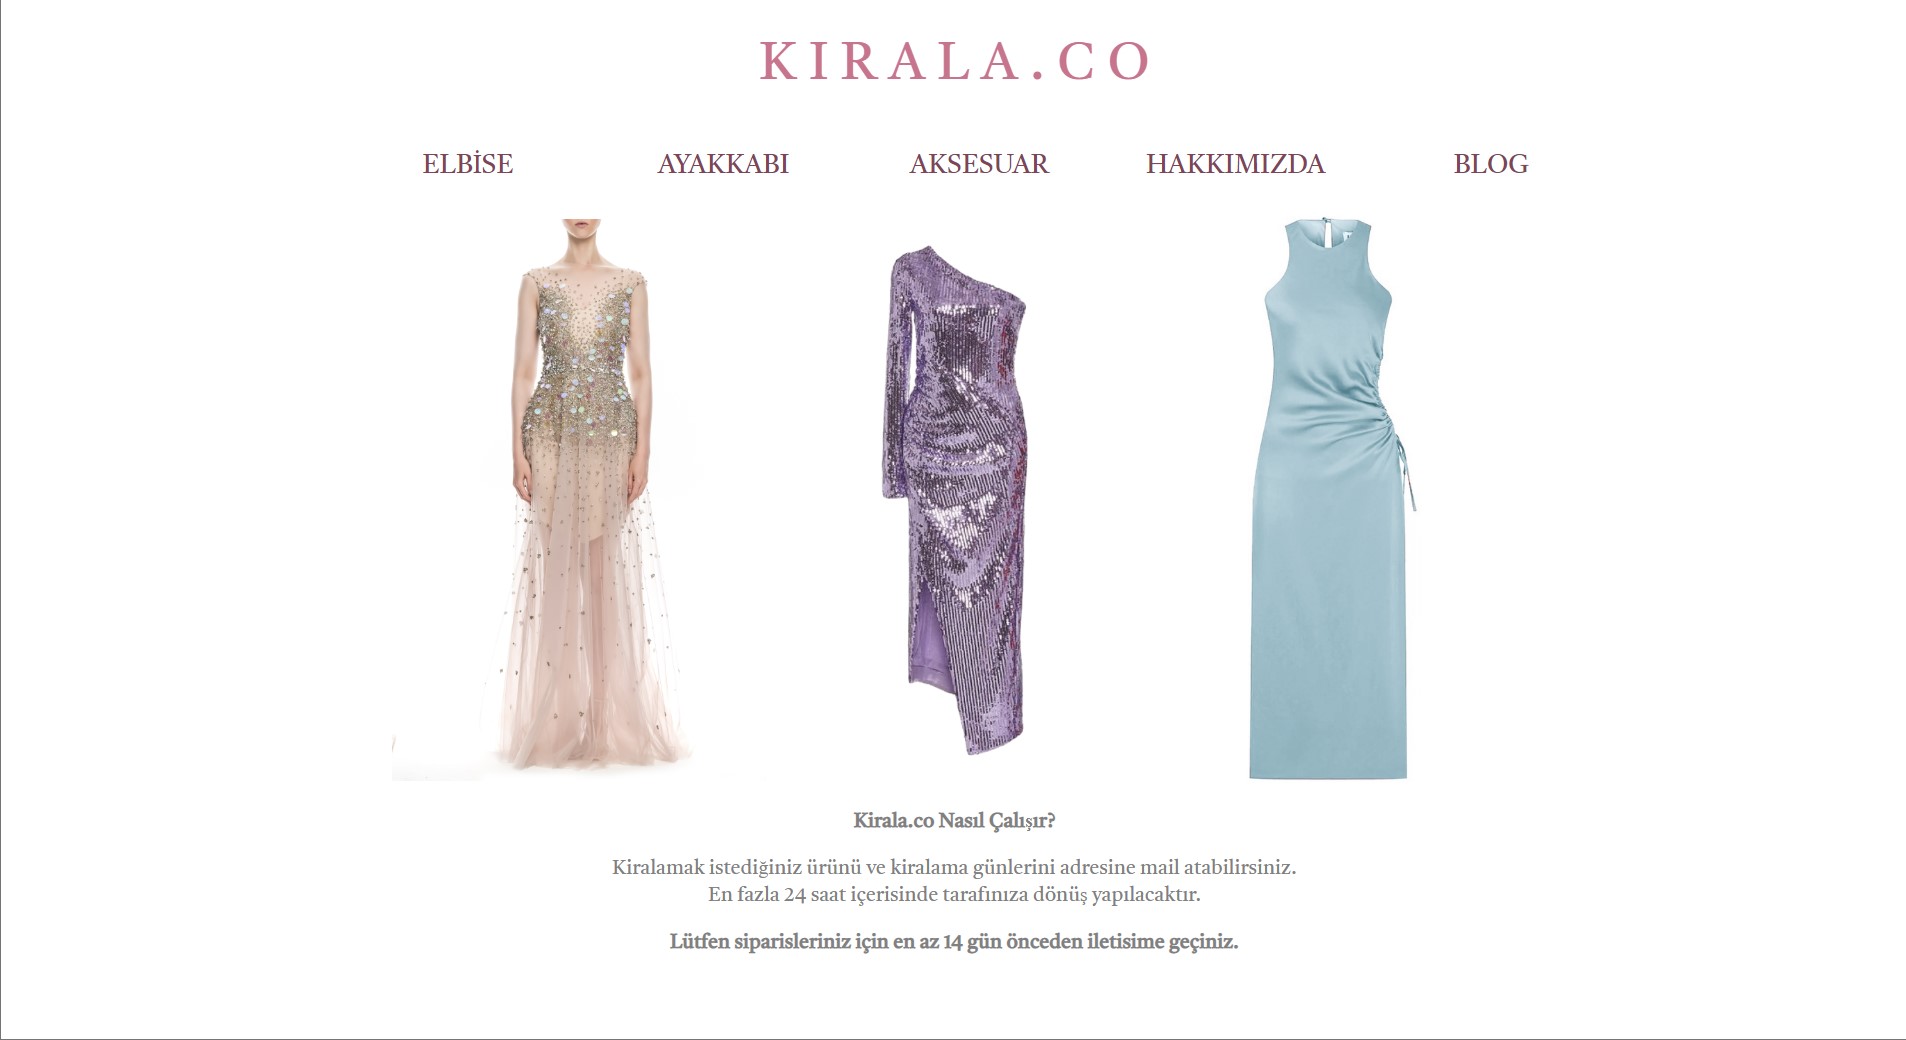 KIRALA.CO
ELBİSE AYAKKABI AKSESUAR HAKKIMIZDA BLOG
Kirala.co Nasıl Çalışır?
Kiralamak istediğiniz ürünü ve kiralama günlerini adresine mail atabilirsiniz.
En fazla 24 saat içerisinde tarafınıza dönüş yapılacaktır.
Lütfen siparisleriniz için en az 14 gün önceden iletisime geçiniz.